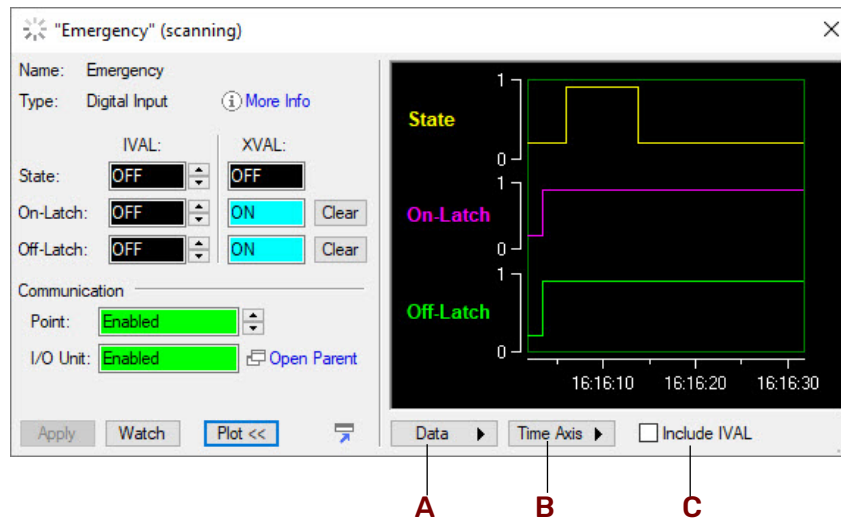 "Emergency" (scanning)
Name: Emergency
Type: Digital Input More Info
IVAL: XVAL:
State: OFF OFF
On-Latch: OFF ON Clear
Off-Latch: OFF ON Clear
Communication
Point: Enabled
I/O Unit: Enabled Open Parent
Apply Watch Plot <<
State 1 0
On-Latch 1 0
Off-Latch 1 0
16:16:10 16:16:20 16:16:30
Data Time Axis Include IVAL
A B C